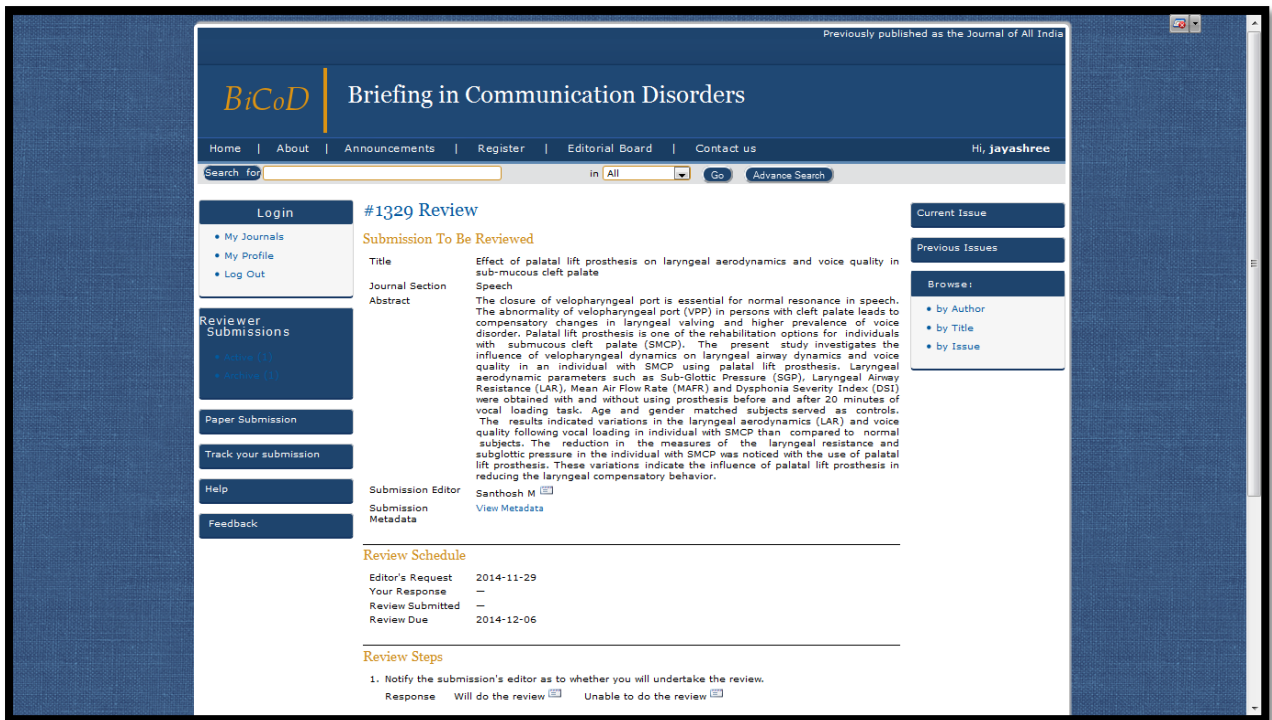 Previously published as the Journal of All India
BiCoD
Briefing in Communication Disorders
Home | About | Announcements | Register | Editorial Board | Contact us
Hi, jayashree
Search for
in All
Go
Advance Search
Login
• My Journals
• My Profile
• Log Out
Reviewer
Submissions
• Active (1)
• Archive (1)
Paper Submission
Track your submission
Help
Feedback
#1329 Review
Submission To Be Reviewed
Title Effect of palatal lift prosthesis on laryngeal aerodynamics and voice quality in
sub-mucous cleft palate
Journal Section Speech
Abstract The closure of velopharyngeal port is essential for normal resonance in speech.
The abnormality of velopharyngeal port (VPP) in persons with cleft palate leads to
compensatory changes in laryngeal valving and higher prevalence of voice
disorder. Palatal lift prosthesis is one of the rehabilitation options for individuals
with submucous cleft palate (SMCP). The present study investigates the
influence of velopharyngeal dynamics on laryngeal airway dynamics and voice
quality in an individual with SMCP using palatal lift prosthesis. Laryngeal
aerodynamic parameters such as Sub-Glottic Pressure (SGP), Laryngeal Airway
Resistance (LAR), Mean Air Flow Rate (MAFR) and Dysphonia Severity Index (DSI)
were obtained with and without using prosthesis before and after 20 minutes of
vocal loading task. Age and gender matched subjects served as controls.
The results indicated variations in the laryngeal aerodynamics (LAR) and voice
quality following vocal loading in individual with SMCP than compared to normal
subjects. The reduction in the measures of the laryngeal resistance and
subglottic pressure in the individual with SMCP was noticed with the use of palatal
lift prosthesis. These variations indicate the influence of palatal lift prosthesis in
reducing the laryngeal compensatory behavior.
Submission Editor Santhosh M
Submission View Metadata
Metadata
Review Schedule
Editor's Request 2014-11-29
Your Response —
Review Submitted —
Review Due 2014-12-06
Review Steps
1. Notify the submission's editor as to whether you will undertake the review.
Response Will do the review Unable to do the review
Current Issue
Previous Issues
Browse:
• by Author
• by Title
• by Issue